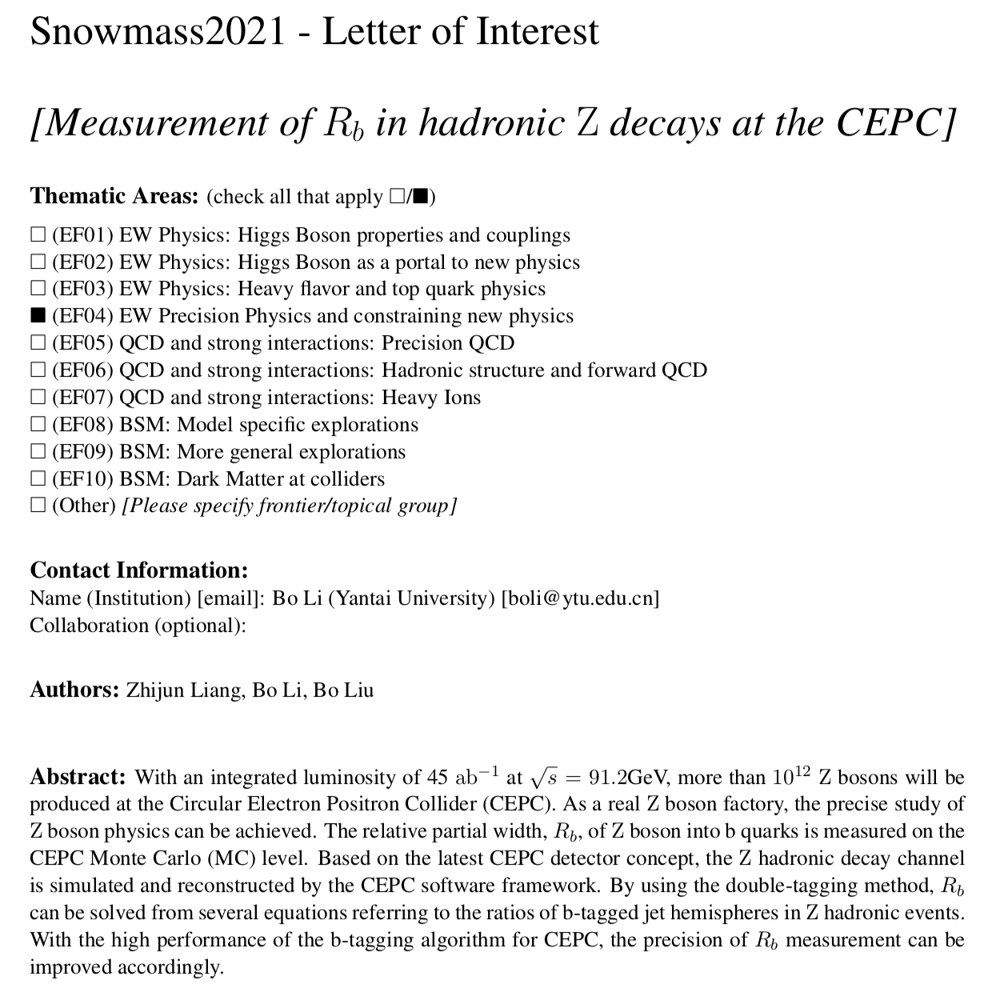 Snowmass2021 - Letter of Interest
[Measurement of R_b in hadronic Z decays at the CEPC]
Thematic Areas: (check all that apply □/■)
□ (EF01) EW Physics: Higgs Boson properties and couplings
□ (EF02) EW Physics: Higgs Boson as a portal to new physics
□ (EF03) EW Physics: Heavy flavor and top quark physics
■ (EF04) EW Precision Physics and constraining new physics
□ (EF05) QCD and strong interactions: Precision QCD
□ (EF06) QCD and strong interactions: Hadronic structure and forward QCD
□ (EF07) QCD and strong interactions: Heavy Ions
□ (EF08) BSM: Model specific explorations
□ (EF09) BSM: More general explorations
□ (EF10) BSM: Dark Matter at colliders
□ (Other) [Please specify frontier/topical group]
Contact Information:
Name (Institution) [email]: Bo Li (Yantai University) [boli@ytu.edu.cn]
Collaboration (optional):
Authors: Zhijun Liang, Bo Li, Bo Liu
Abstract: With an integrated luminosity of 45 ab⁻¹ at √s = 91.2GeV, more than 10¹² Z bosons will be
produced at the Circular Electron Positron Collider (CEPC). As a real Z boson factory, the precise study of
Z boson physics can be achieved. The relative partial width, R_b, of Z boson into b quarks is measured on the
CEPC Monte Carlo (MC) level. Based on the latest CEPC detector concept, the Z hadronic decay channel
is simulated and reconstructed by the CEPC software framework. By using the double-tagging method, R_b
can be solved from several equations referring to the ratios of b-tagged jet hemispheres in Z hadronic events.
With the high performance of the b-tagging algorithm for CEPC, the precision of R_b measurement can be
improved accordingly.